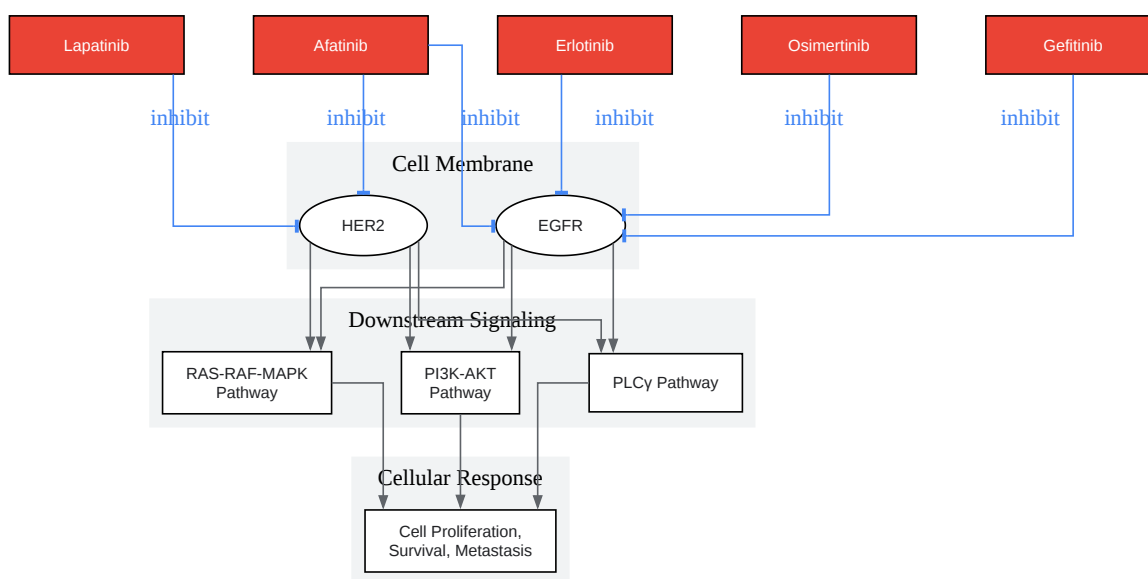 Lapatinib
Afatinib
Erlotinib
Osimertinib
Gefitinib
inhibit
inhibit
inhibit
inhibit
inhibit
inhibit
Cell Membrane
HER2
EGFR
Downstream Signaling
RAS-RAF-MAPK
Pathway
PI3K-AKT
Pathway
PLCγ Pathway
Cellular Response
Cell Proliferation,
Survival, Metastasis